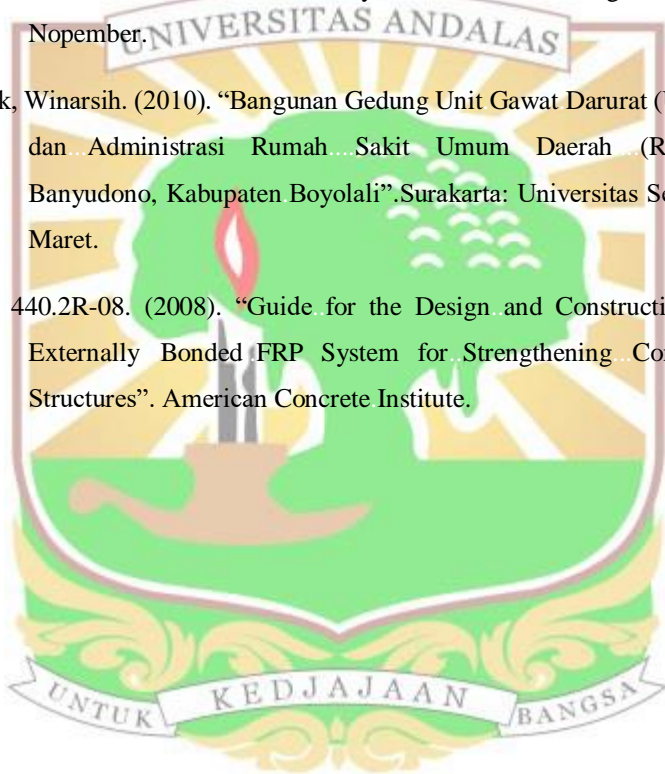 Nopember.
UNIVERSITAS ANDALAS
Winarsih. (2010). “Bangunan Gedung Unit Gawat Darurat
dan Administrasi Rumah Sakit Umum Daerah
Banyudono, Kabupaten Boyolali”.Surakarta: Universitas
Maret.
440.2R-08. (2008). “Guide for the Design and
Externally Bonded FRP System for Strengthening
Structures”. American Concrete Institute.
UNTUK KEDJAJAAN BANGSA